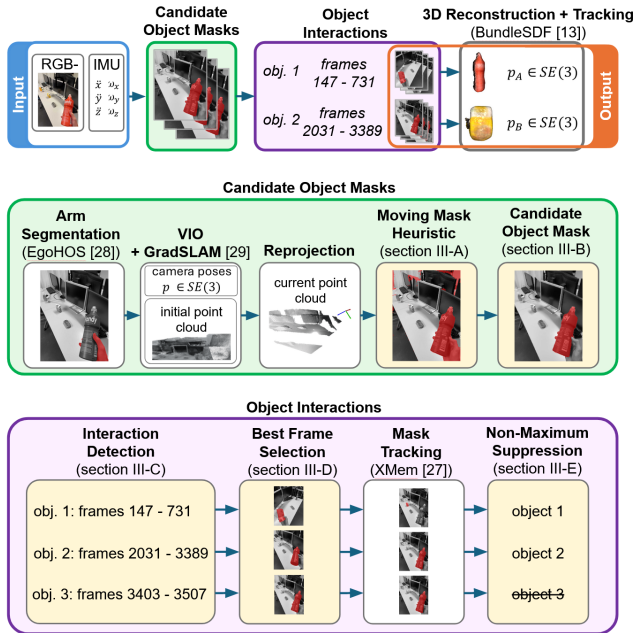 Candidate
Object Masks
Object
Interactions
3D Reconstruction + Tracking
(BundleSDF [13])
Input
RGB-
IMU
ẍ ωₓ
ÿ ω_y
z̈ ω_z
obj. 1
frames
147 - 731
obj. 2
frames
2031 - 3389
p_A ∈ SE(3)
p_B ∈ SE(3)
Output
Candidate Object Masks
Arm
Segmentation
(EgoHOS [28])
VIO
+ GradSLAM [29]
camera poses
p ∈ SE(3)
initial point
cloud
Reprojection
current point
cloud
Moving Mask
Heuristic
(section III-A)
Candidate
Object Mask
(section III-B)
Object Interactions
Interaction
Detection
(section III-C)
Best Frame
Selection
(section III-D)
Mask
Tracking
(XMem [27])
Non-Maximum
Suppression
(section III-E)
obj. 1: frames 147 - 731
object 1
obj. 2: frames 2031 - 3389
object 2
obj. 3: frames 3403 - 3507
object 3